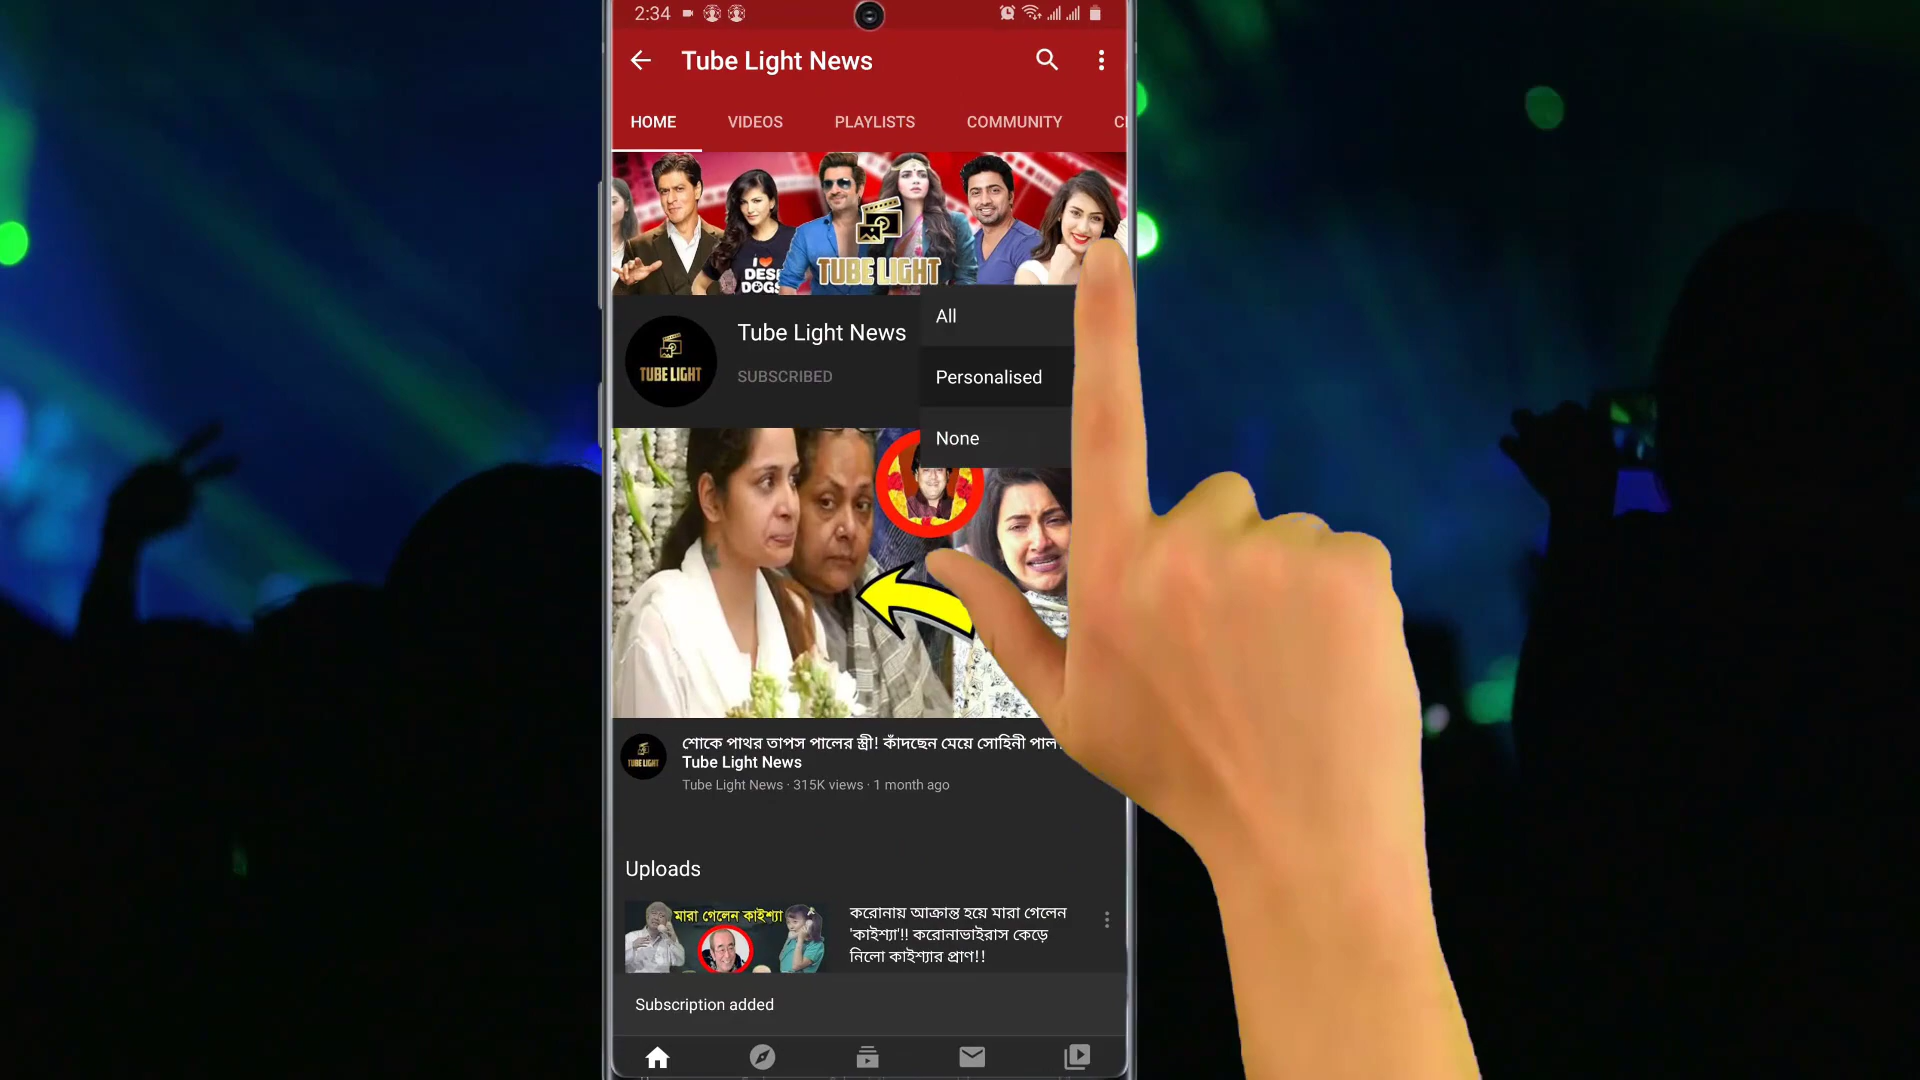 2:34
Tube Light News
HOME VIDEOS PLAYLISTS COMMUNITY
I
DESI
DOGS
TUBE LIGHT
All
Tube Light News
TUBE LIGHT
SUBSCRIBED
Personalised
None
শোকে পাথর তাপস পালের স্ত্রী! কাঁদছেন মেয়ে সোহিনী পাল
Tube Light News
TUBE LIGHT
Tube Light News · 315K views · 1 month ago
Uploads
মারা গেলেন কাইশ্যা
করোনায় আক্রান্ত হয়ে মারা গেলেন
'কাইশ্যা'!! করোনাভাইরাস কেড়ে
নিলো কাইশ্যার প্রাণ!!
Subscription added